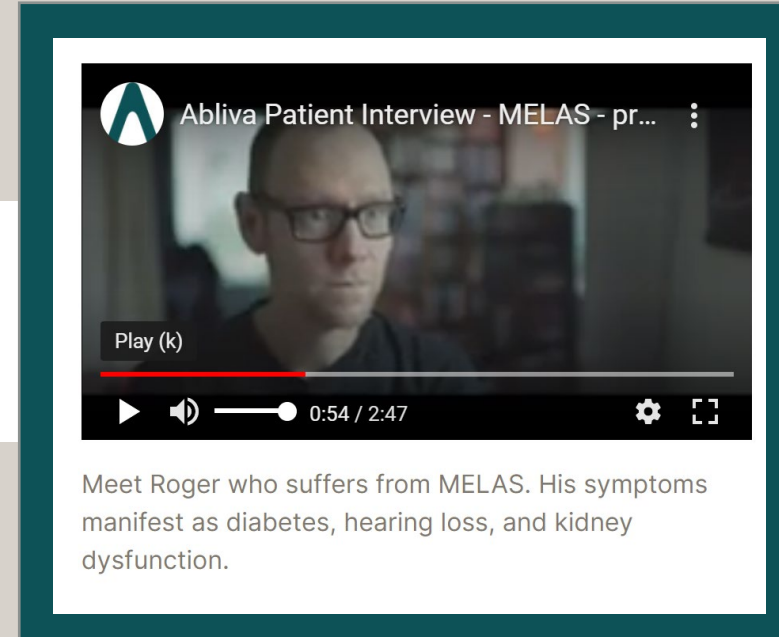 Abliva Patient Interview - MELAS - pr...
Play (k)
0:54 / 2:47
Meet Roger who suffers from MELAS. His symptoms
manifest as diabetes, hearing loss, and kidney
dysfunction.